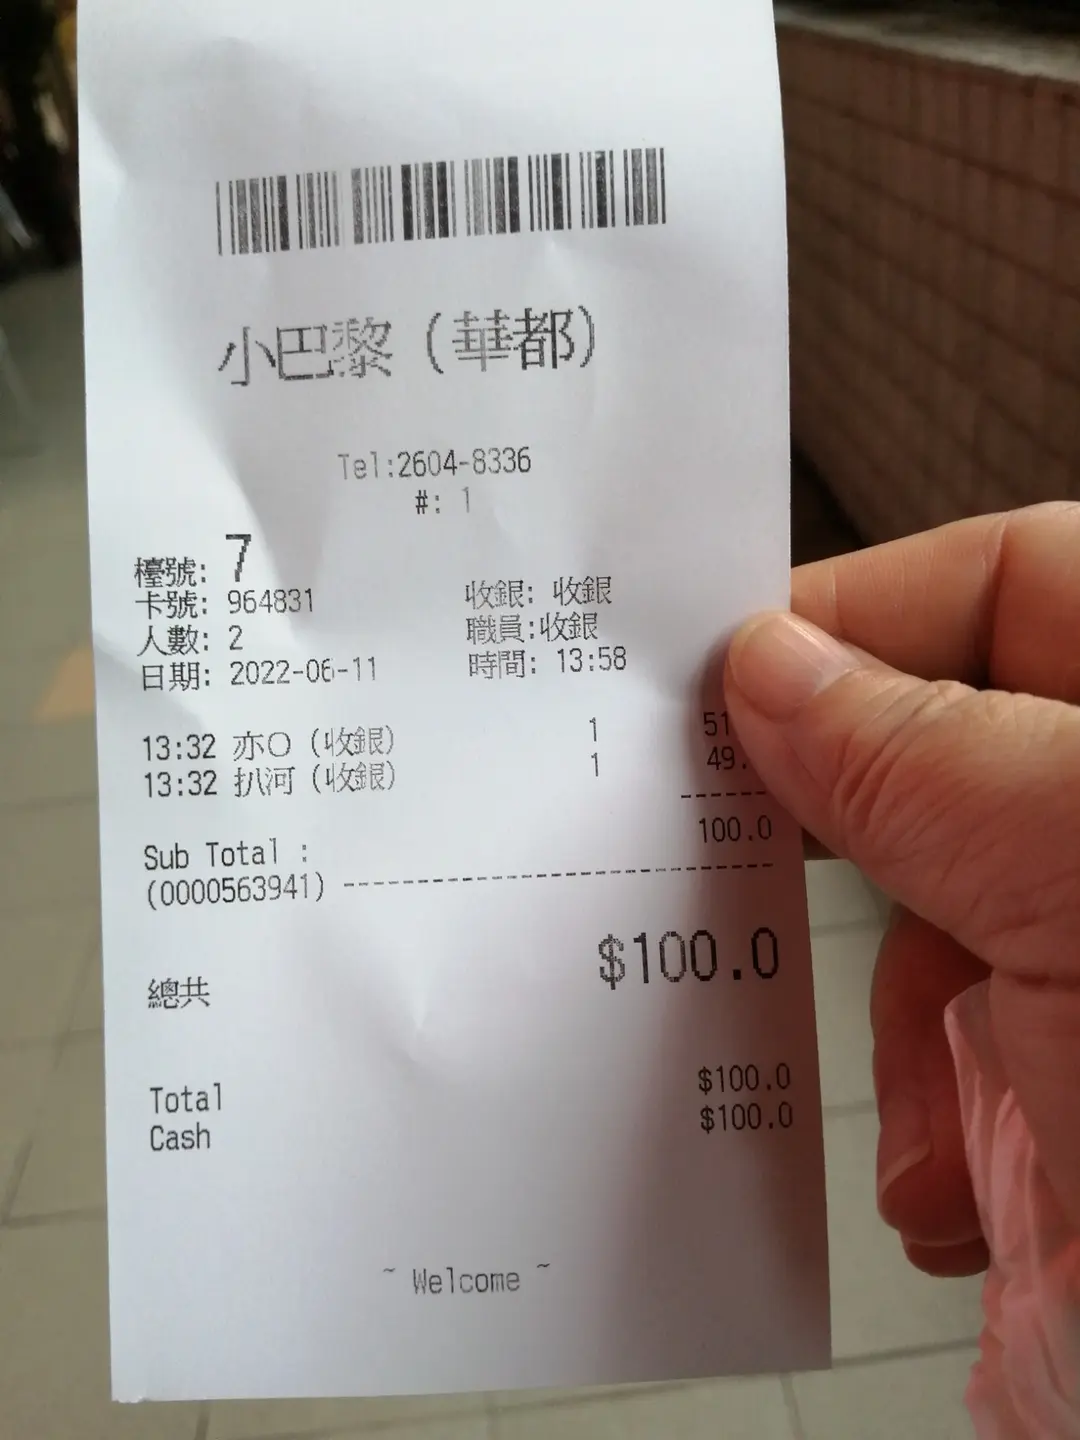 小巴黎（華都）
Tel:2604-8336
#: 1
檯號: 7
卡號: 964831 收銀: 收銀
人數: 2 職員:收銀
日期: 2022-06-11 時間: 13:58
13:32 亦O（收銀） 1 51
13:32 扒河（收銀） 1 49.
100.0
Sub Total :
(0000563941)
$100.0
總共
Total $100.0
Cash $100.0
~ Welcome ~